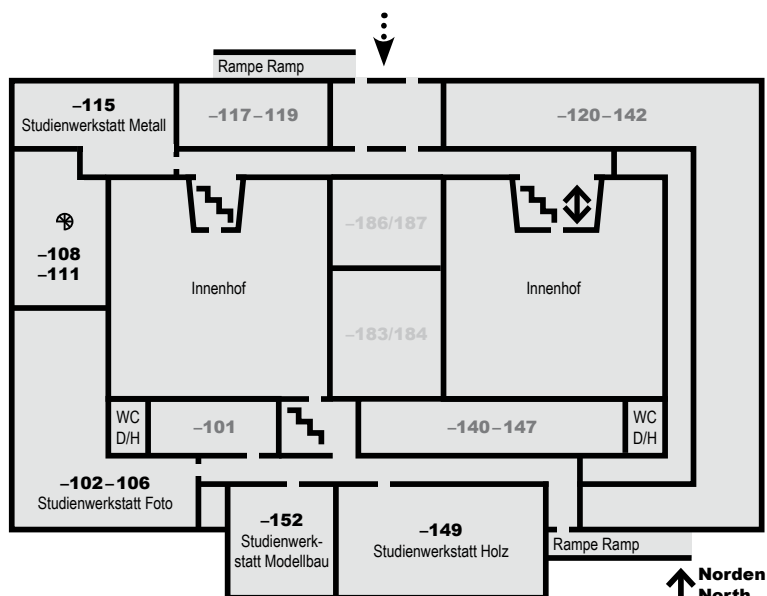 Rampe Ramp
–115
Studienwerkstatt Metall
–117–119
–120–142
–186/187
–108
–111
Innenhof
Innenhof
–183/184
WC
D/H
–101
–140–147
WC
D/H
–102–106
Studienwerkstatt Foto
–152
Studienwerk-
statt Modellbau
–149
Studienwerkstatt Holz
Rampe Ramp
Norden
North